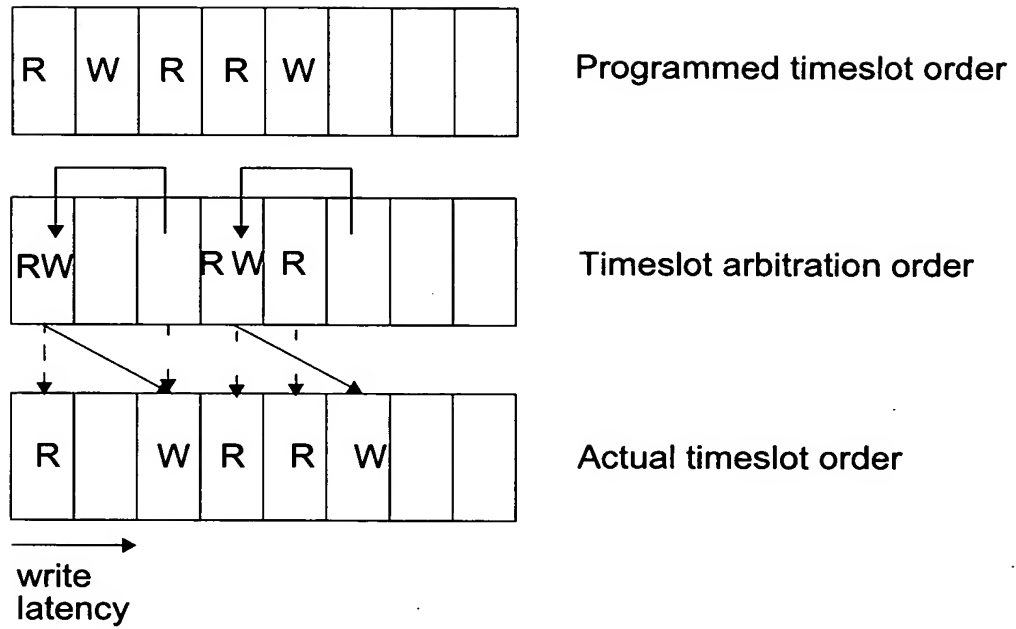 R W R R W Programmed timeslot order
RW RW R Timeslot arbitration order
R W R R W Actual timeslot order
write
latency